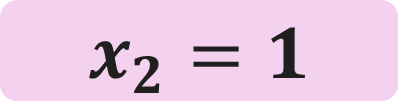 x₂ = 1